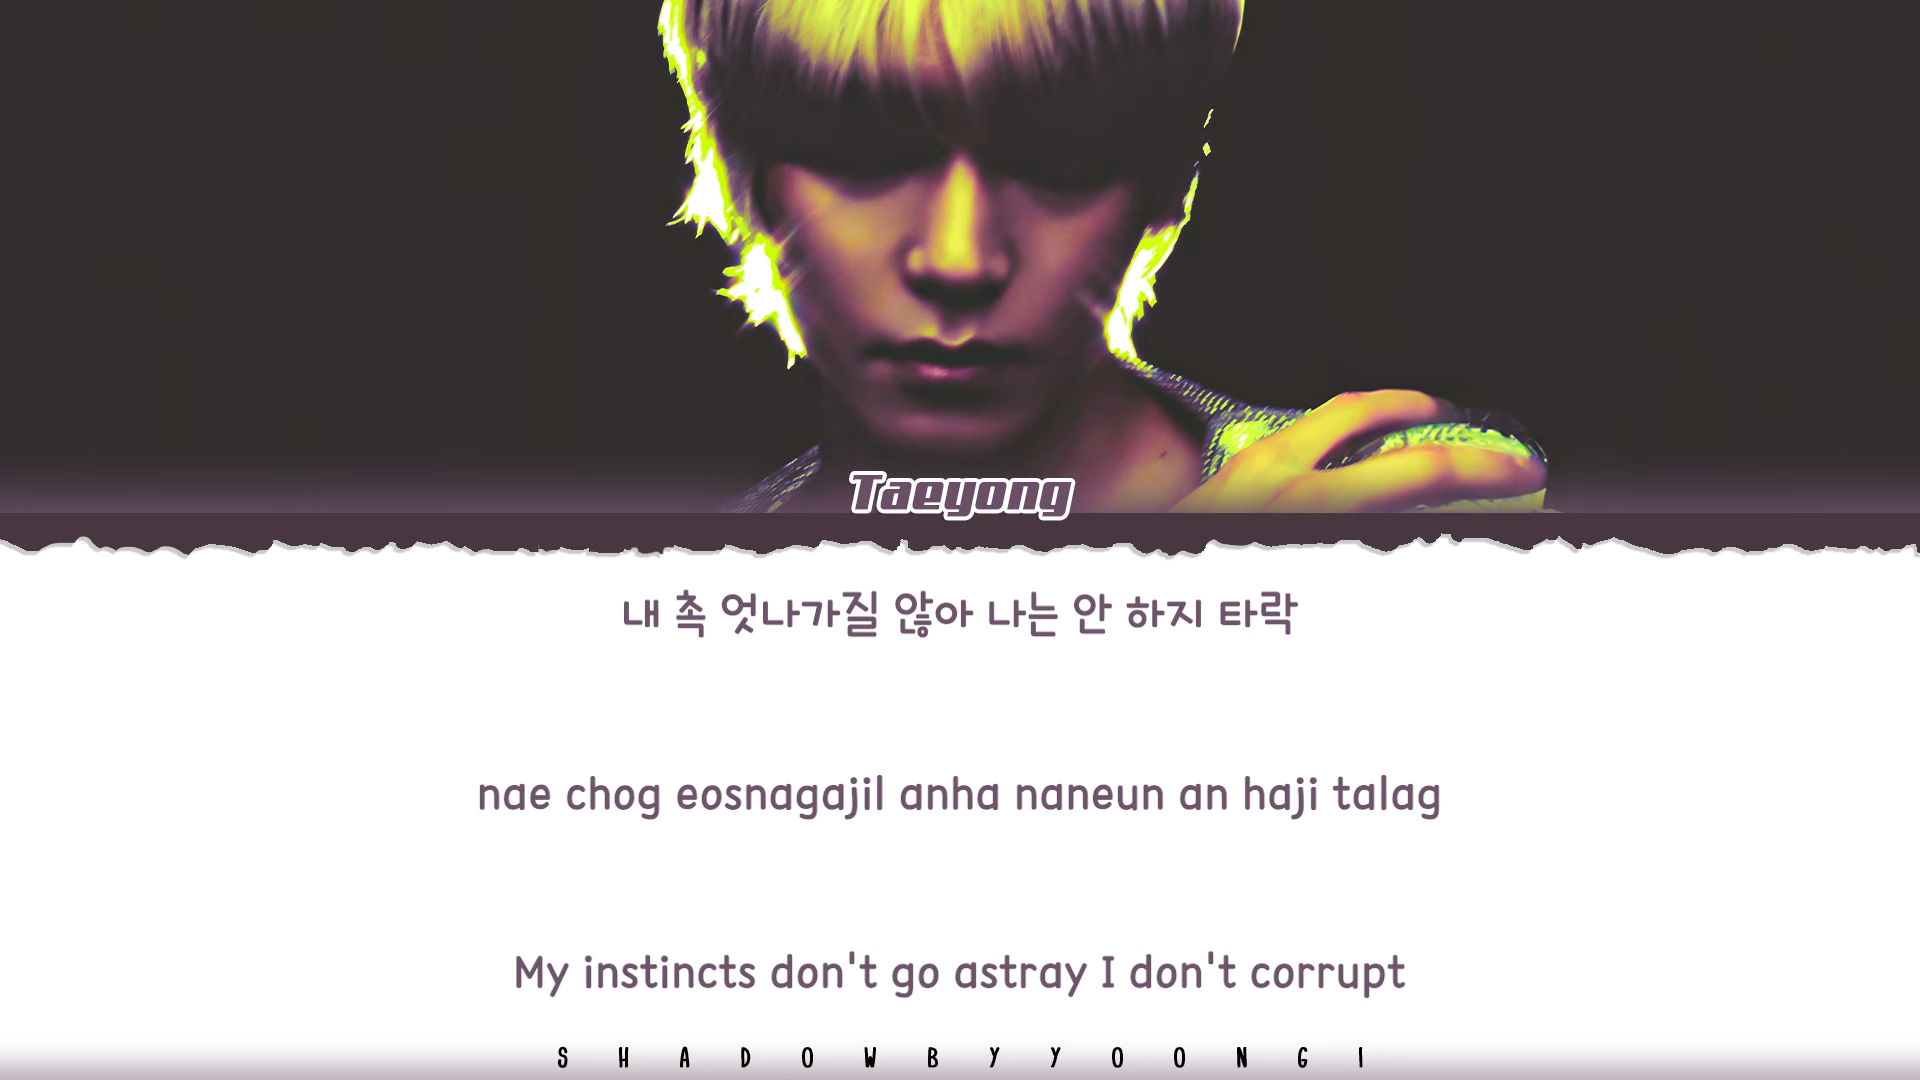 Taeyong
내 촉 엇나가질 않아 나는 안 하지 타락
nae chog eosnagajil anha naneun an haji talag
My instincts don't go astray I don't corrupt
SHADOWBYYOONGI